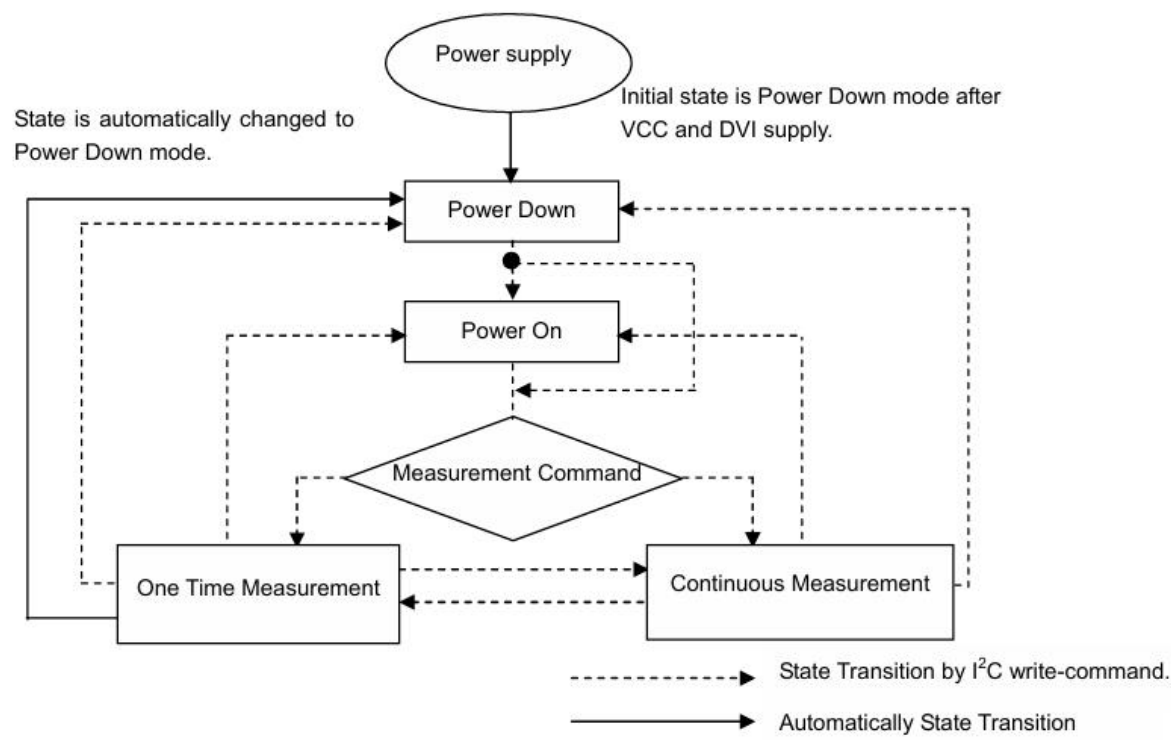 Power supply
Initial state is Power Down mode after
VCC and DVI supply.
State is automatically changed to
Power Down mode.
Power Down
Power On
Measurement Command
One Time Measurement
Continuous Measurement
State Transition by I²C write-command.
Automatically State Transition